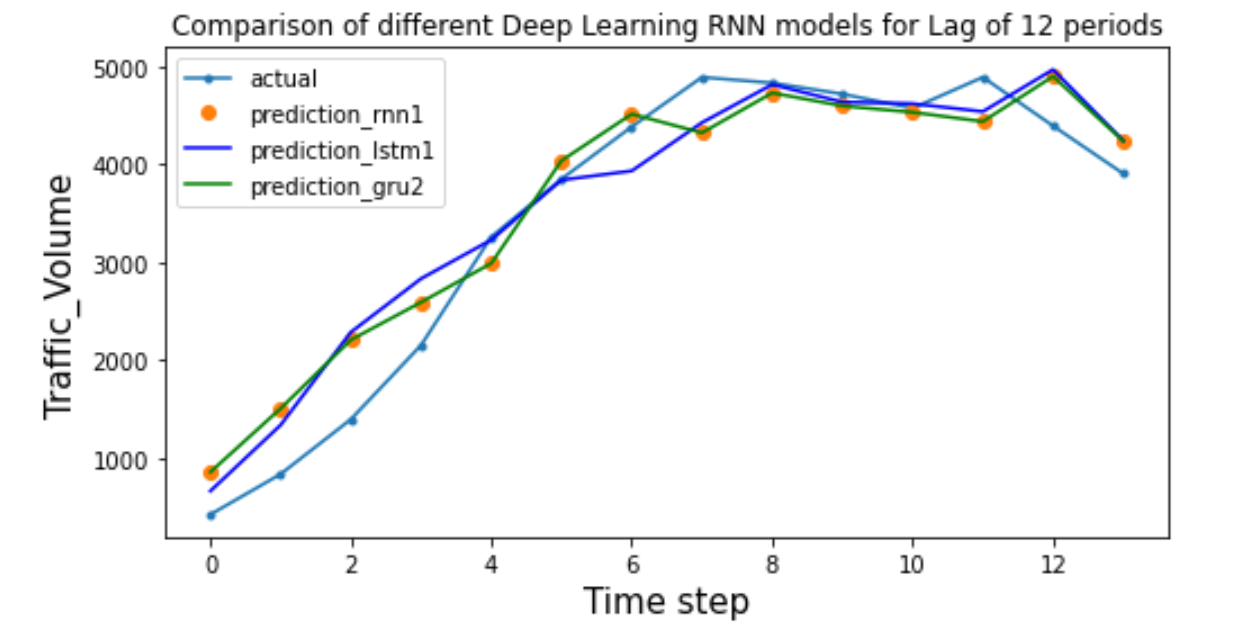 Comparison of different Deep Learning RNN models for Lag of 12 periods
5000
4000
3000
2000
1000
Traffic_Volume
actual
prediction_rnn1
prediction_lstm1
prediction_gru2
0 2 4 6 8 10 12
Time step